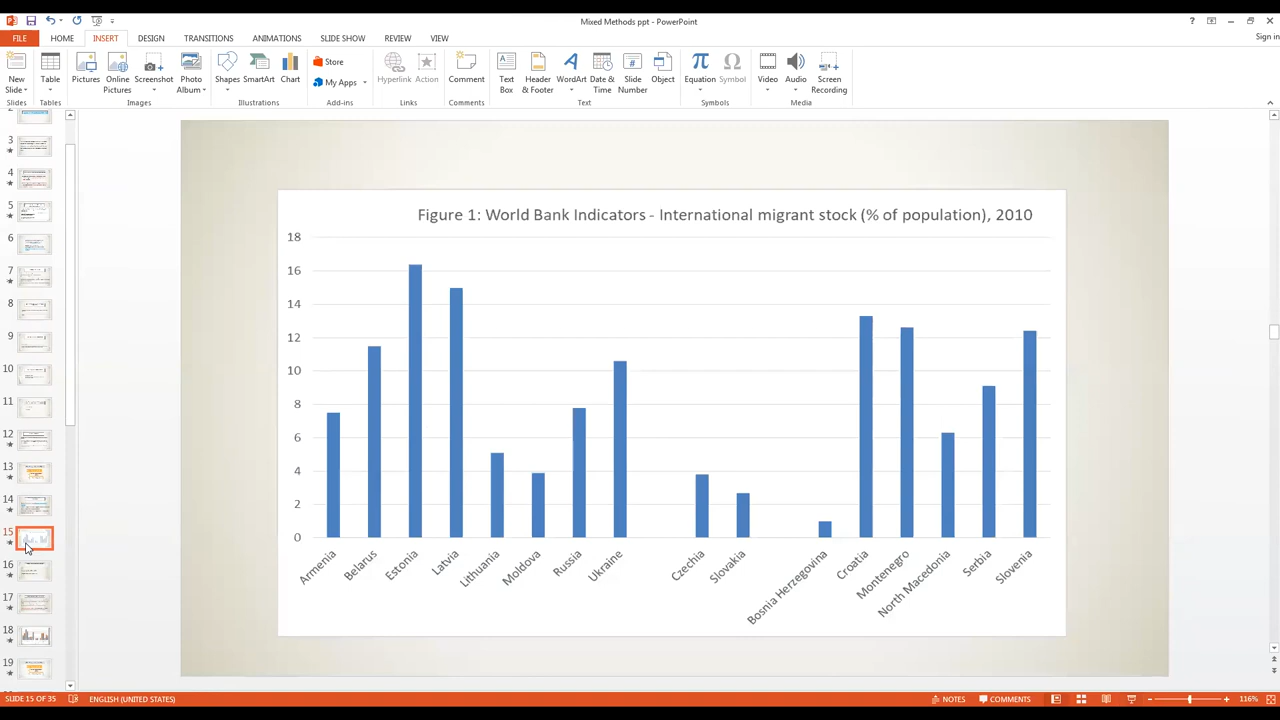 Mixed Methods ppt - PowerPoint
Sign in
FILE HOME INSERT DESIGN TRANSITIONS ANIMATIONS SLIDE SHOW REVIEW VIEW
New Slide
Table
Pictures
Online Pictures
Screenshot
Photo Album
Shapes
SmartArt
Chart
Store
My Apps
Hyperlink
Action
Comment
Text Box
Header & Footer
WordArt
Date & Time
Slide Number
Object
Equation
Symbol
Video
Audio
Screen Recording
Slides Tables Images Illustrations Add-ins Links Comments Text Symbols Media
2
3
4
5
6
7
8
9
10
11
12
13
14
15
16
17
18
19
Figure 1: World Bank Indicators - International migrant stock (% of population), 2010
18
16
14
12
10
8
6
4
2
0
Armenia
Belarus
Estonia
Latvia
Lithuania
Moldova
Russia
Ukraine
Czechia
Slovakia
Bosnia Herzegovina
Croatia
Montenetro
North Macedonia
Serbia
Slovenia
SLIDE 15 OF 35 ENGLISH (UNITED STATES) NOTES COMMENTS 116%